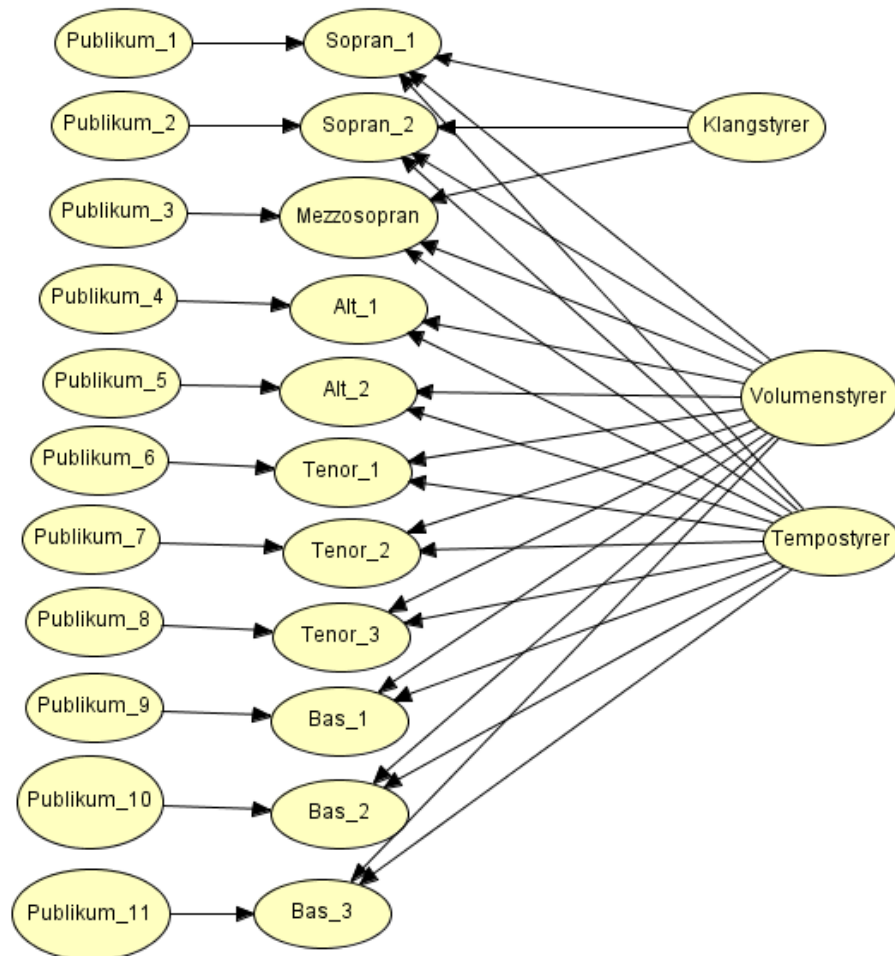 Publikum_1
Sopran_1
Publikum_2
Sopran_2
Klangstyrer
Publikum_3
Mezzosopran
Publikum_4
Alt_1
Publikum_5
Alt_2
Volumenstyrer
Publikum_6
Tenor_1
Publikum_7
Tenor_2
Tempostyrer
Publikum_8
Tenor_3
Publikum_9
Bas_1
Publikum_10
Bas_2
Publikum_11
Bas_3